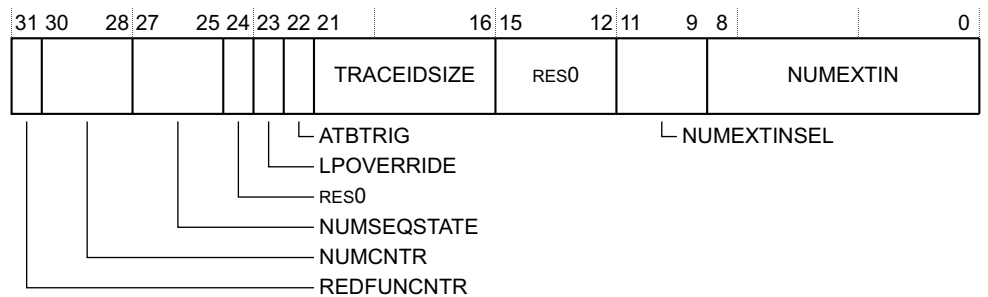 31 30 28 27 25 24 23 22 21 16 15 12 11 9 8 0
TRACEIDSIZE RES0 NUMEXTIN
ATBTRIG NUMEXTINSEL
LPOVERRIDE
RES0
NUMSEQSTATE
NUMCNTR
REDFUNCNTR